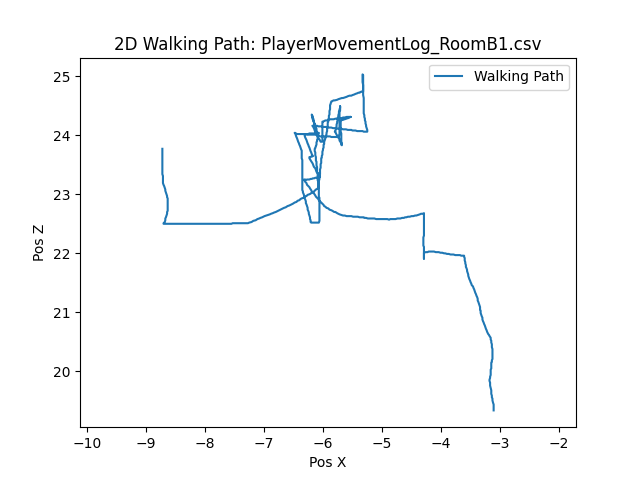 2D Walking Path: PlayerMovementLog_RoomB1.csv
Walking Path
25
24
23
22
21
20
Pos Z
−10 −9 −8 −7 −6 −5 −4 −3 −2
Pos X